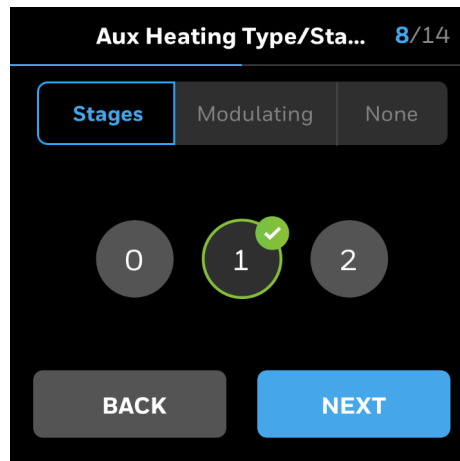 Aux Heating Type/Sta... 8/14
Stages Modulating None
0 1 2
BACK NEXT